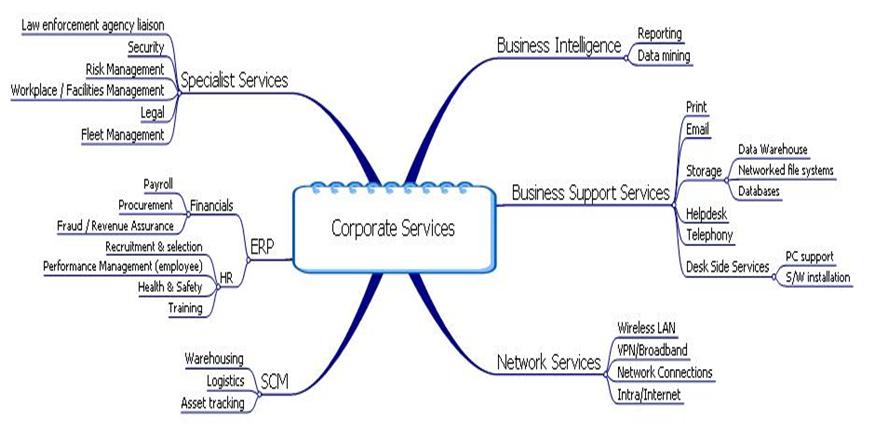 Corporate Services
Specialist Services
Law enforcement agency liaison
Security
Risk Management
Workplace / Facilities Management
Legal
Fleet Management
ERP
Financials
Payroll
Procurement
Fraud / Revenue Assurance
HR
Recruitment & selection
Performance Management (employee)
Health & Safety
Training
SCM
Warehousing
Logistics
Asset tracking
Business Intelligence
Reporting
Data mining
Business Support Services
Print
Email
Storage
Data Warehouse
Networked file systems
Databases
Helpdesk
Telephony
Desk Side Services
PC support
S/W installation
Network Services
Wireless LAN
VPN/Broadband
Network Connections
Intra/Internet